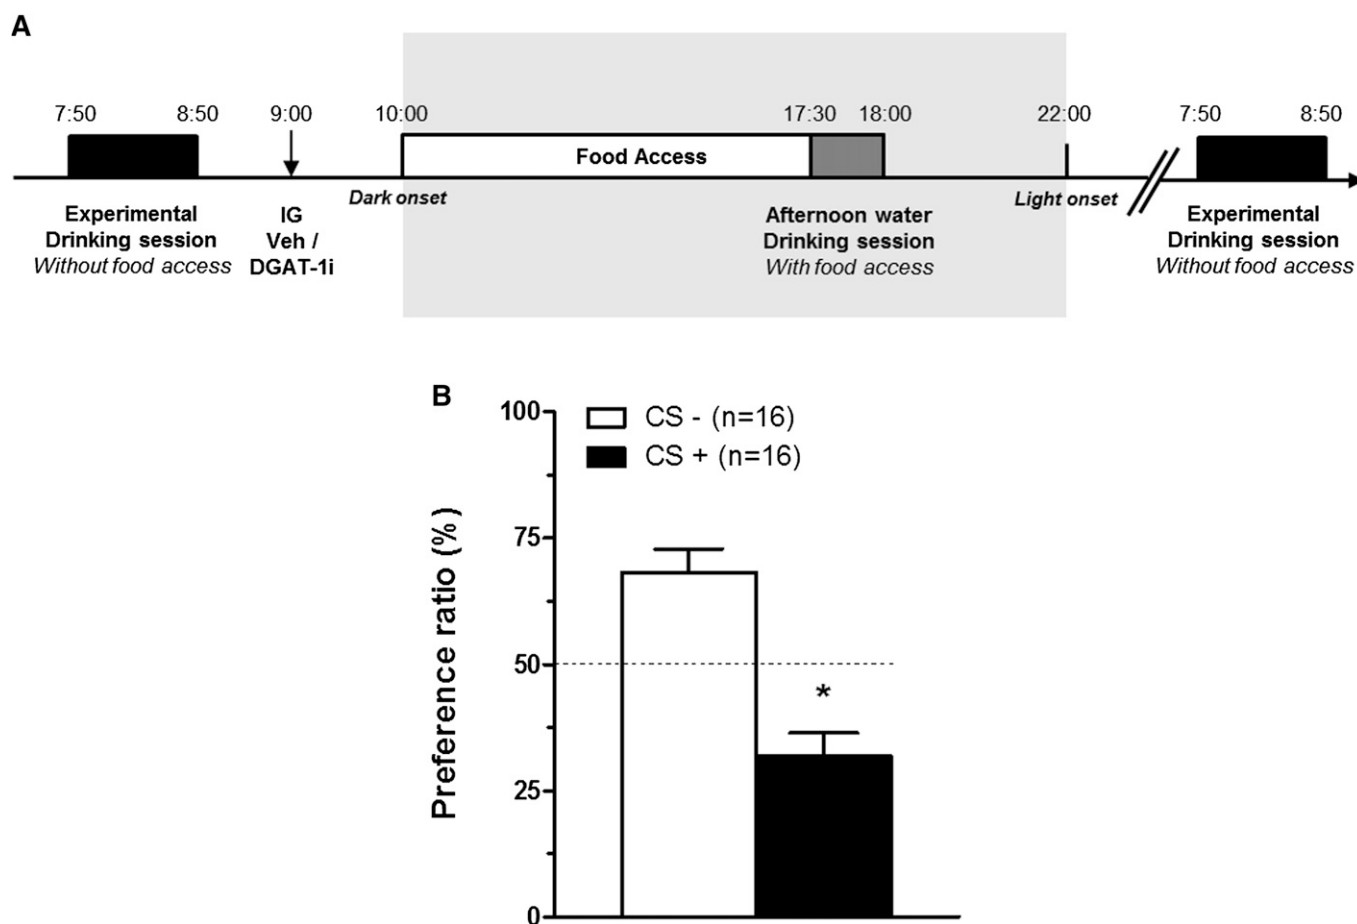 A
7:50 8:50 9:00 10:00 17:30 18:00 22:00 7:50 8:50
Food Access
Dark onset
Light onset
Experimental
Drinking session
Without food access
IG
Veh /
DGAT-1i
Afternoon water
Drinking session
With food access
Experimental
Drinking session
Without food access
B
CS - (n=16)
CS + (n=16)
Preference ratio (%)
100
75
50
25
0
*